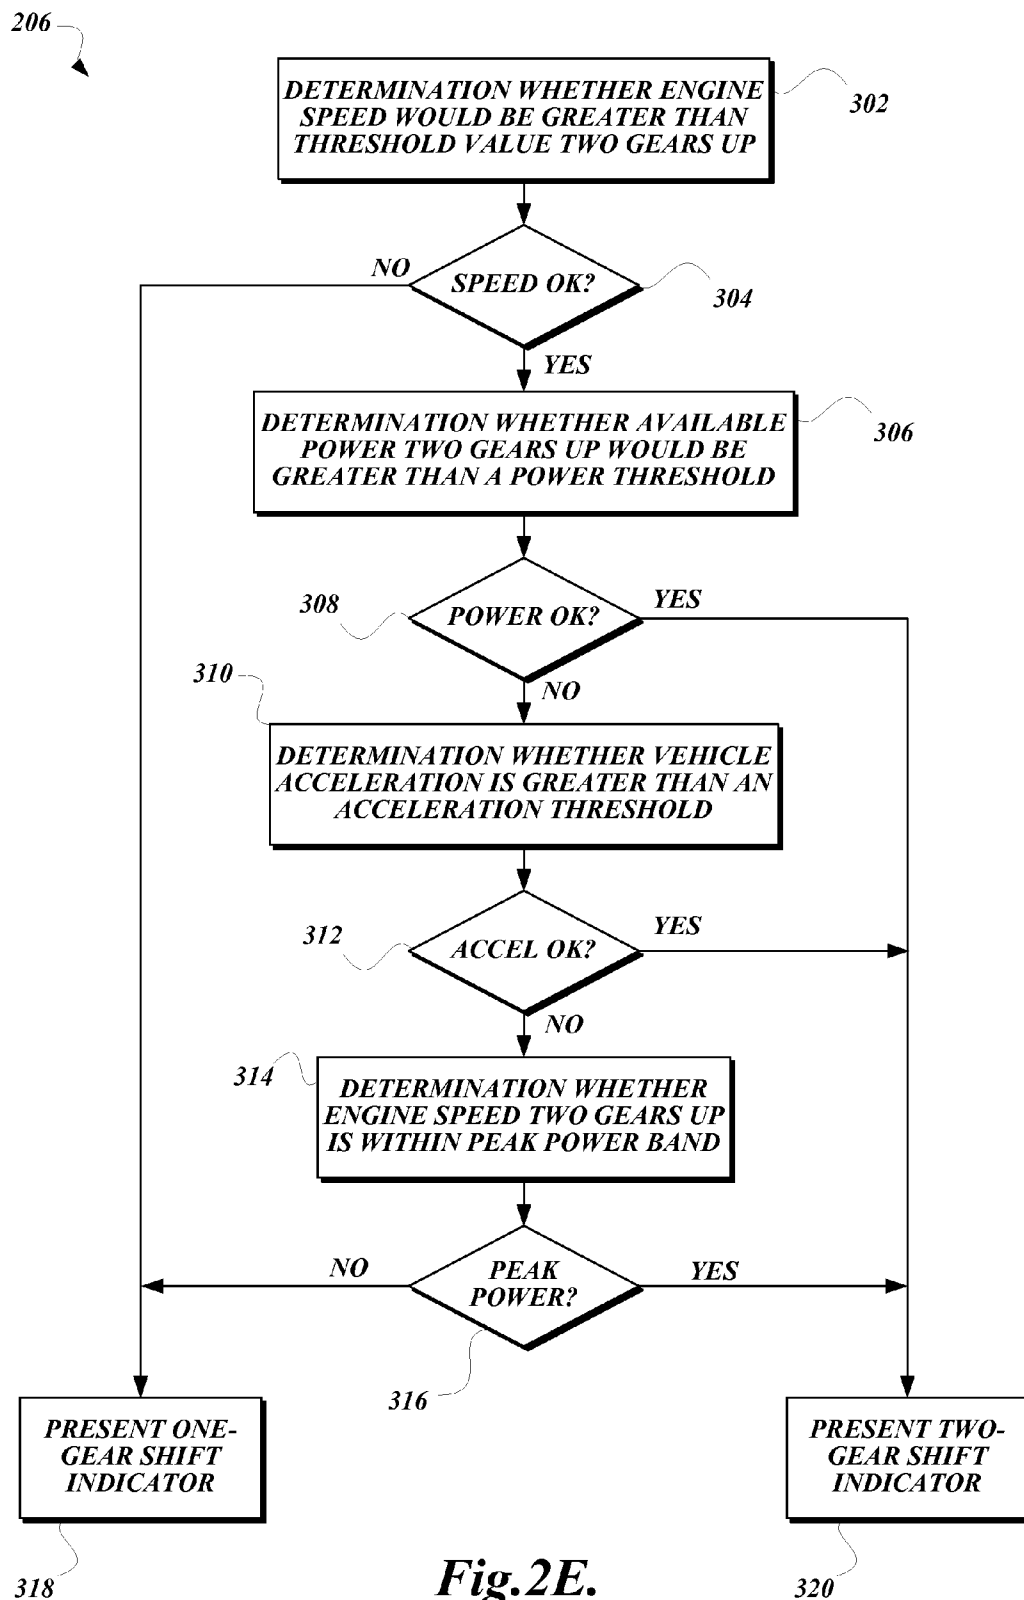 206
DETERMINATION WHETHER ENGINE
SPEED WOULD BE GREATER THAN
THRESHOLD VALUE TWO GEARS UP
302
NO
SPEED OK?
304
YES
DETERMINATION WHETHER AVAILABLE
POWER TWO GEARS UP WOULD BE
GREATER THAN A POWER THRESHOLD
306
308
POWER OK?
YES
NO
310
DETERMINATION WHETHER VEHICLE
ACCELERATION IS GREATER THAN AN
ACCELERATION THRESHOLD
312
ACCEL OK?
YES
NO
314
DETERMINATION WHETHER
ENGINE SPEED TWO GEARS UP
IS WITHIN PEAK POWER BAND
NO
PEAK
POWER?
YES
316
PRESENT ONE-
GEAR SHIFT
INDICATOR
318
PRESENT TWO-
GEAR SHIFT
INDICATOR
320
Fig.2E.